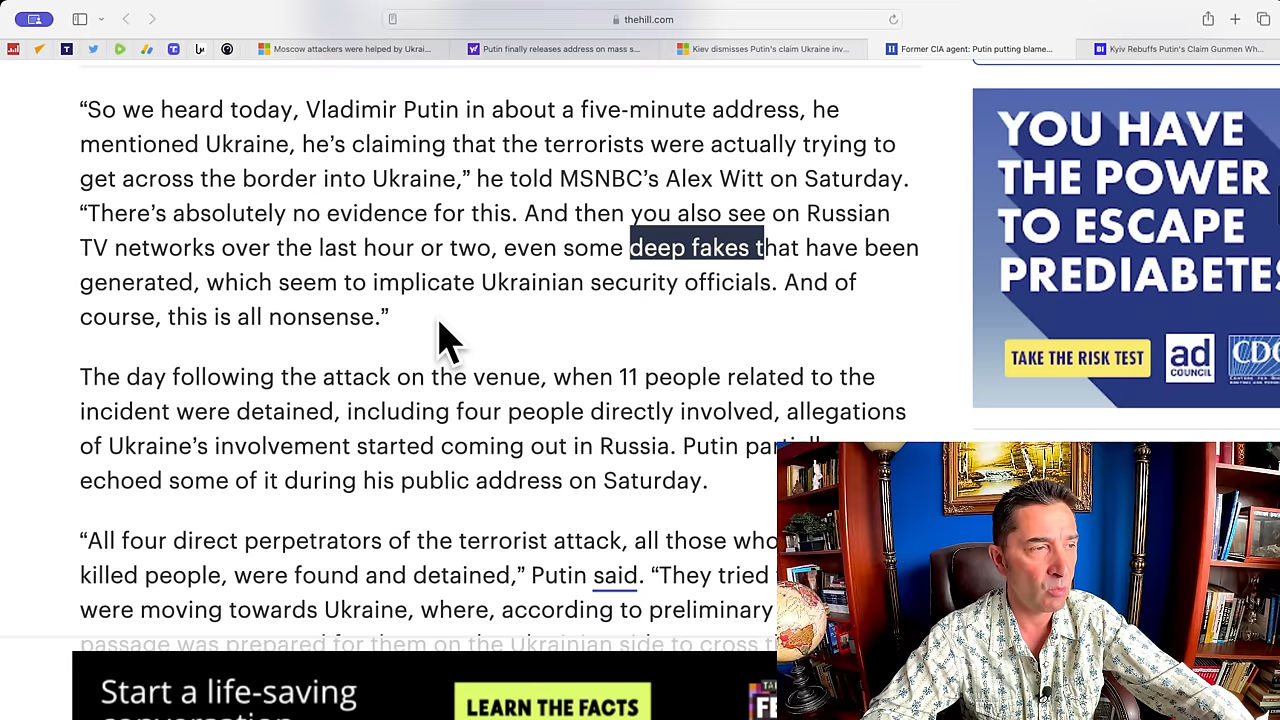 thehill.com
Moscow attackers were helped by Ukrai...
Putin finally releases address on mass s...
Kiev dismisses Putin's claim Ukraine inv...
Former CIA agent: Putin putting blame...
Kyiv Rebuffs Putin's Claim Gunmen Wh...
“So we heard today, Vladimir Putin in about a five-minute address, he
mentioned Ukraine, he’s claiming that the terrorists were actually trying to
get across the border into Ukraine,” he told MSNBC’s Alex Witt on Saturday.
“There’s absolutely no evidence for this. And then you also see on Russian
TV networks over the last hour or two, even some deep fakes that have been
generated, which seem to implicate Ukrainian security officials. And of
course, this is all nonsense.”
The day following the attack on the venue, when 11 people related to the
incident were detained, including four people directly involved, allegations
of Ukraine’s involvement started coming out in Russia. Putin partially
echoed some of it during his public address on Saturday.
“All four direct perpetrators of the terrorist attack, all those who
killed people, were found and detained,” Putin said. “They tried
were moving towards Ukraine, where, according to preliminary
passage was prepared for them on the Ukrainian side to cross
YOU HAVE
THE POWER
TO ESCAPE
PREDIABETES
TAKE THE RISK TEST
ad
COUNCIL
CDC
Start a life-saving
conversation
LEARN THE FACTS